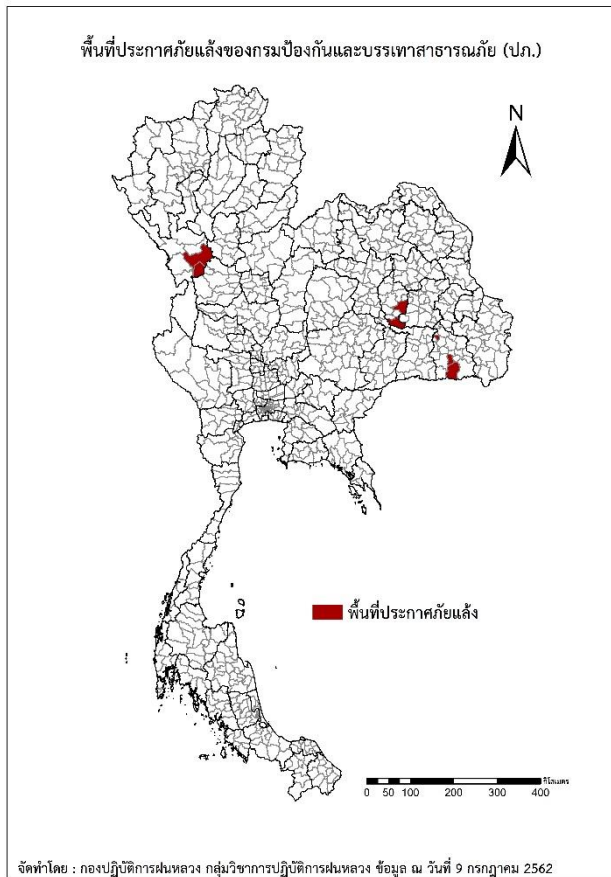 พื้นที่ประกาศภัยแล้งของกรมป้องกันและบรรเทาสาธารณภัย (ปภ.)
N
พื้นที่ประกาศภัยแล้ง
กิโลเมตร
0 50 100 200 300 400
จัดทำโดย : กองปฏิบัติการฝนหลวง กลุ่มวิชาการปฏิบัติการฝนหลวง ข้อมูล ณ วันที่ 9 กรกฎาคม 2562